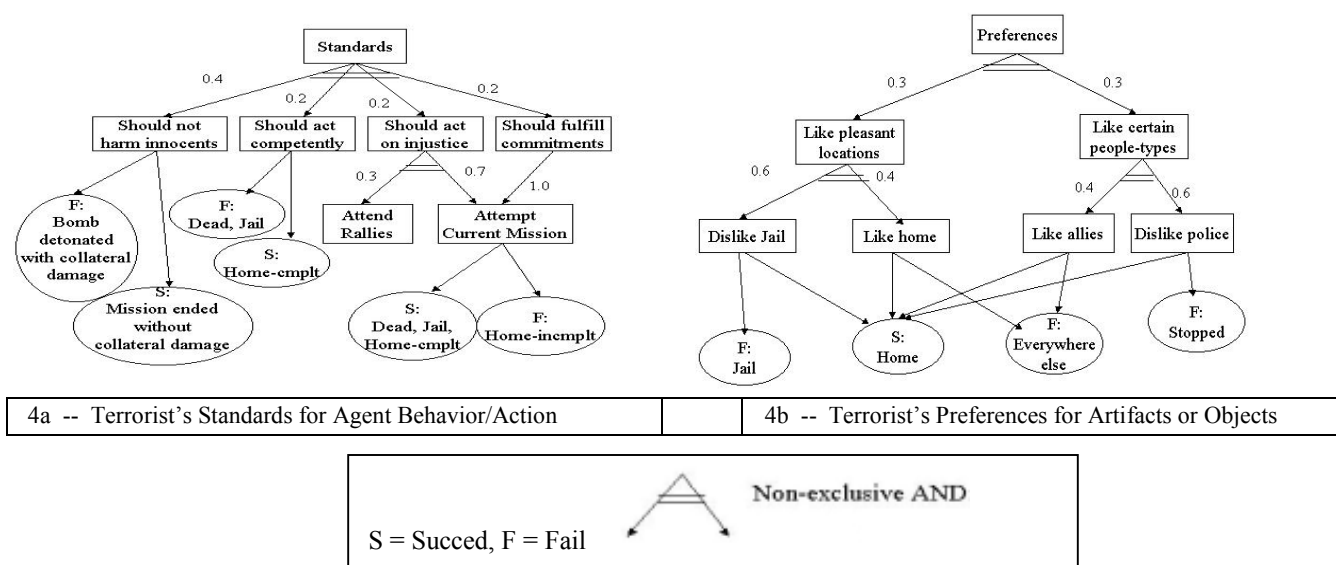 Standards
0.4
0.2
0.2
0.2
Should not
harm innocents
Should act
competently
Should act
on injustice
Should fulfill
commitments
0.3
0.7
1.0
F:
Bomb
detonated
with collateral
damage
F:
Dead, Jail
Attend
Rallies
Attempt
Current Mission
S:
Home-cmplt
S:
Mission ended
without
collateral damage
S:
Dead, Jail,
Home-cmplt
F:
Home-incmplt
Preferences
0.3
0.3
Like pleasant
locations
Like certain
people-types
0.6
0.4
0.4
0.6
Dislike Jail
Like home
Like allies
Dislike police
F:
Jail
S:
Home
F:
Everywhere
else
F:
Stopped
4a -- Terrorist's Standards for Agent Behavior/Action
4b -- Terrorist's Preferences for Artifacts or Objects
Non-exclusive AND
S = Succed, F = Fail